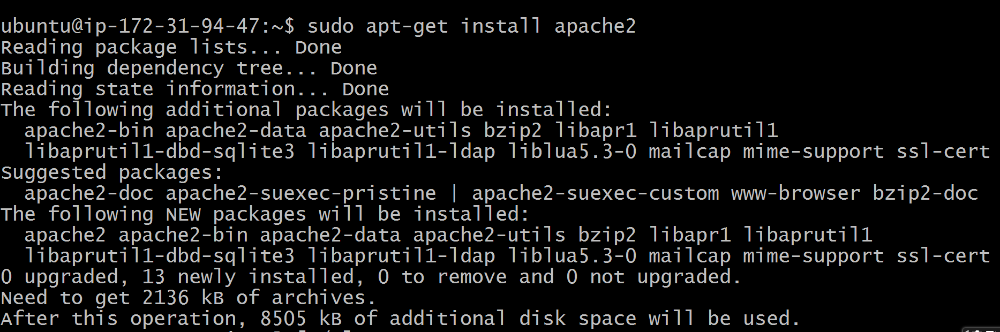 ubuntu@ip-172-31-94-47:~$ sudo apt-get install apache2
Reading package lists... Done
Building dependency tree... Done
Reading state information... Done
The following additional packages will be installed:
  apache2-bin apache2-data apache2-utils bzip2 libapr1 libaprutil1
  libaprutil1-dbd-sqlite3 libaprutil1-ldap liblua5.3-0 mailcap mime-support ssl-cert
Suggested packages:
  apache2-doc apache2-suexec-pristine | apache2-suexec-custom www-browser bzip2-doc
The following NEW packages will be installed:
  apache2 apache2-bin apache2-data apache2-utils bzip2 libapr1 libaprutil1
  libaprutil1-dbd-sqlite3 libaprutil1-ldap liblua5.3-0 mailcap mime-support ssl-cert
0 upgraded, 13 newly installed, 0 to remove and 0 not upgraded.
Need to get 2136 kB of archives.
After this operation, 8505 kB of additional disk space will be used.